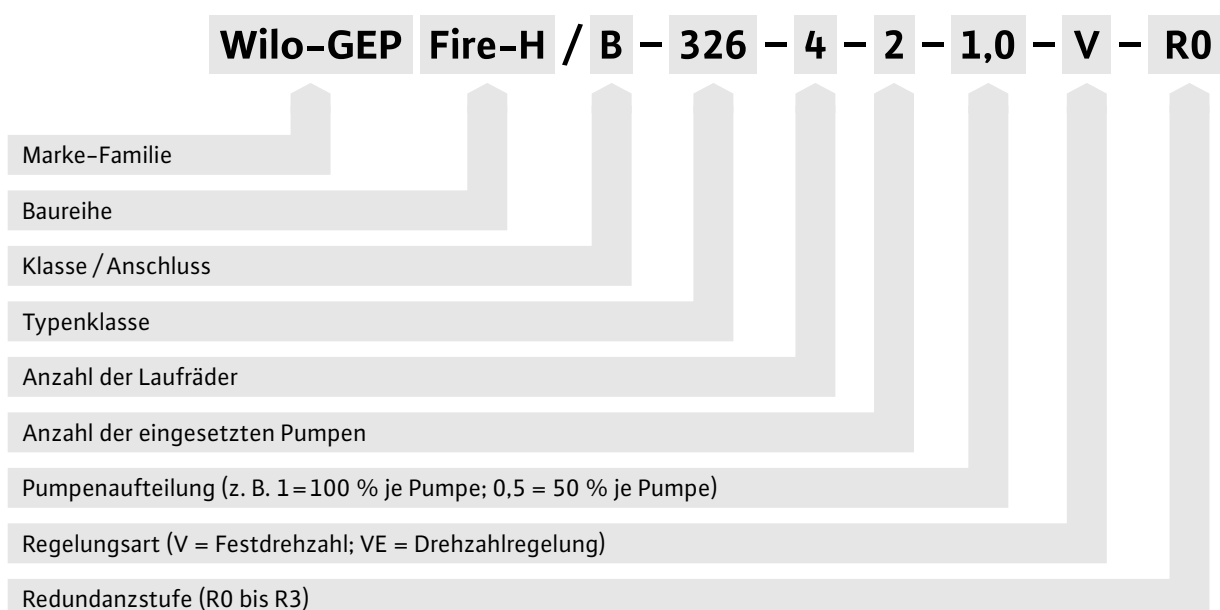 Wilo-GEP Fire-H / B - 326 - 4 - 2 - 1,0 - V - R0
Marke-Familie
Baureihe
Klasse / Anschluss
Typenklasse
Anzahl der Laufräder
Anzahl der eingesetzten Pumpen
Pumpenaufteilung (z. B. 1=100 % je Pumpe; 0,5 = 50 % je Pumpe)
Regelungsart (V = Festdrehzahl; VE = Drehzahlregelung)
Redundanzstufe (R0 bis R3)